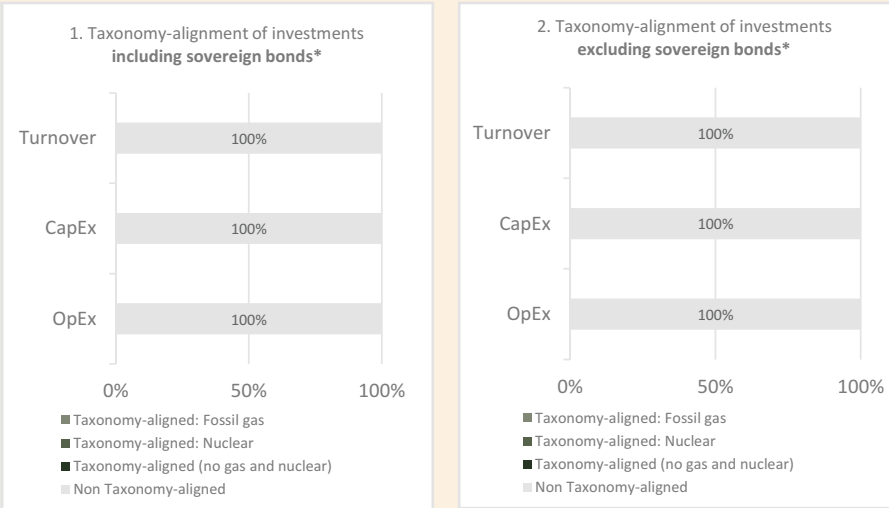 1. Taxonomy-alignment of investments
including sovereign bonds*
Turnover
100%
CapEx
100%
OpEx
100%
0%
50%
100%
Taxonomy-aligned: Fossil gas
Taxonomy-aligned: Nuclear
Taxonomy-aligned (no gas and nuclear)
Non Taxonomy-aligned
2. Taxonomy-alignment of investments
excluding sovereign bonds*
Turnover
100%
CapEx
100%
OpEx
100%
0%
50%
100%
Taxonomy-aligned: Fossil gas
Taxonomy-aligned: Nuclear
Taxonomy-aligned (no gas and nuclear)
Non Taxonomy-aligned